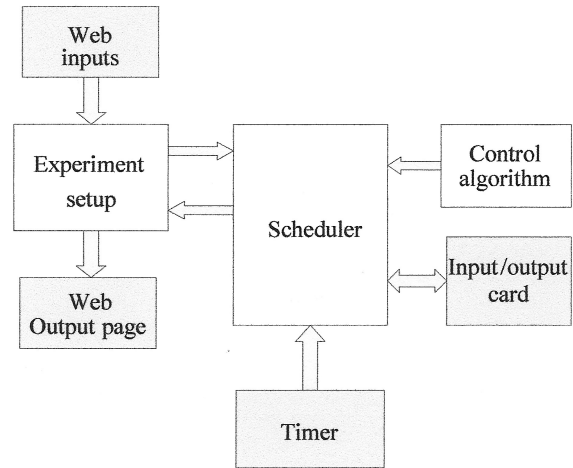 Web
inputs
Experiment
setup
Web
Output page
Scheduler
Control
algorithm
Input/output
card
Timer